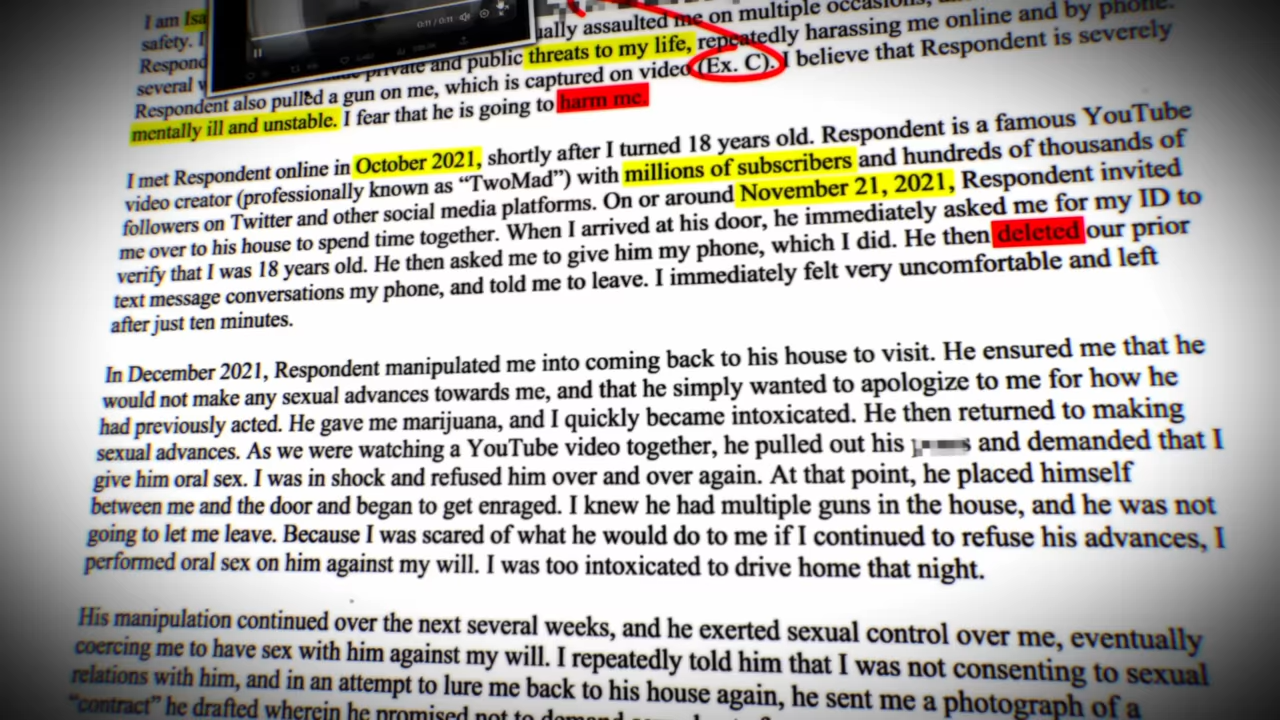 I am Isa
0:11 / 0:11
ually assaulted me on multiple occasions,
safety. I
threats to my life, repeatedly harassing me online and by phone.
Respond private and public
several v (Ex. C). I believe that Respondent is severely
Respondent also pulled a gun on me, which is captured on video
mentally ill and unstable. I fear that he is going to harm me.
I met Respondent online in October 2021, shortly after I turned 18 years old. Respondent is a famous YouTube
video creator (professionally known as “TwoMad”) with millions of subscribers and hundreds of thousands of
followers on Twitter and other social media platforms. On or around November 21, 2021, Respondent invited
me over to his house to spend time together. When I arrived at his door, he immediately asked me for my ID to
verify that I was 18 years old. He then asked me to give him my phone, which I did. He then deleted our prior
text message conversations my phone, and told me to leave. I immediately felt very uncomfortable and left
after just ten minutes.
In December 2021, Respondent manipulated me into coming back to his house to visit. He ensured me that he
would not make any sexual advances towards me, and that he simply wanted to apologize to me for how he
had previously acted. He gave me marijuana, and I quickly became intoxicated. He then returned to making
sexual advances. As we were watching a YouTube video together, he pulled out his and demanded that I
give him oral sex. I was in shock and refused him over and over again. At that point, he placed himself
between me and the door and began to get enraged. I knew he had multiple guns in the house, and he was not
going to let me leave. Because I was scared of what he would do to me if I continued to refuse his advances, I
performed oral sex on him against my will. I was too intoxicated to drive home that night.
His manipulation continued over the next several weeks, and he exerted sexual control over me, eventually
coercing me to have sex with him against my will. I repeatedly told him that I was not consenting to sexual
relations with him, and in an attempt to lure me back to his house again, he sent me a photograph of a
“contract” he drafted wherein he promised not to demand